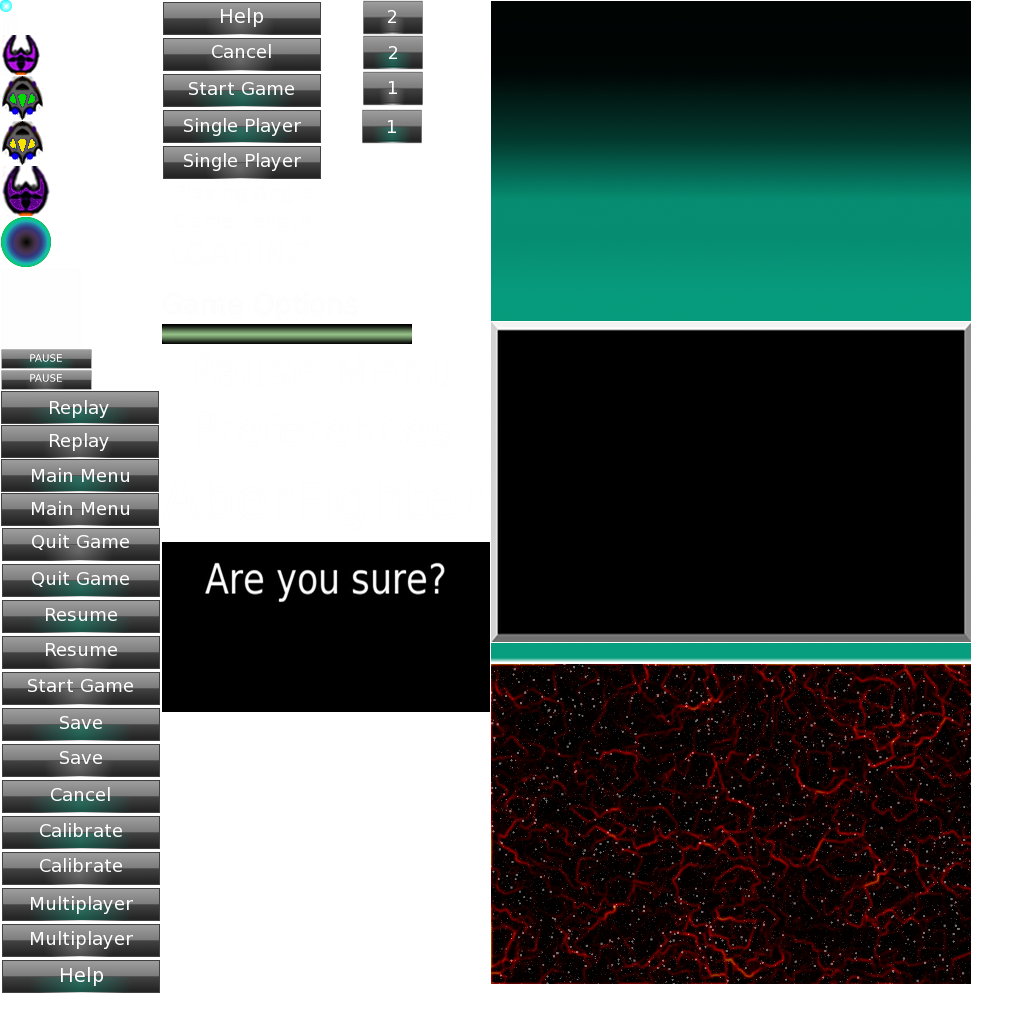 PAUSE
PAUSE
Replay
Replay
Main Menu
Main Menu
Quit Game
Quit Game
Resume
Resume
Start Game
Save
Save
Cancel
Calibrate
Calibrate
Multiplayer
Multiplayer
Help
Help
Cancel
Start Game
Single Player
Single Player
Game Options
Are you sure?
2
2
1
1